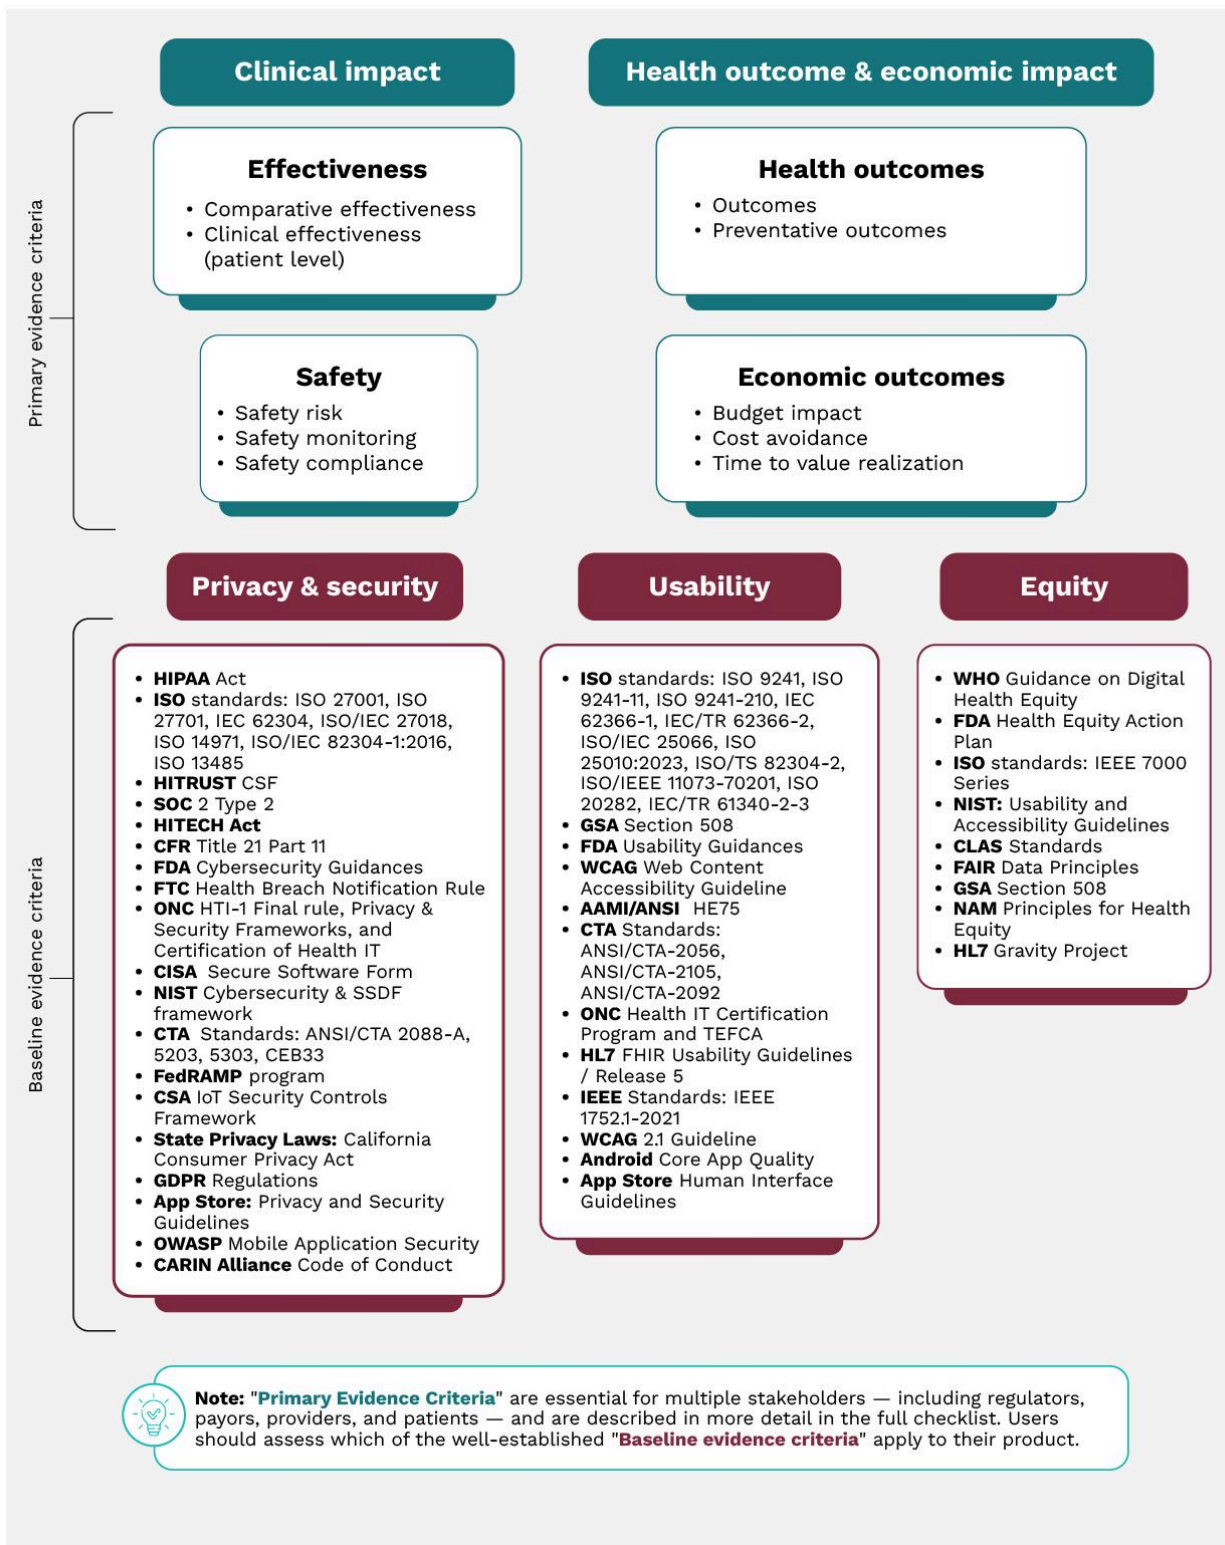 Clinical impact
Health outcome & economic impact
Primary evidence criteria
Effectiveness
• Comparative effectiveness
• Clinical effectiveness
(patient level)
Health outcomes
• Outcomes
• Preventative outcomes
Safety
• Safety risk
• Safety monitoring
• Safety compliance
Economic outcomes
• Budget impact
• Cost avoidance
• Time to value realization
Baseline evidence criteria
Privacy & security
• HIPAA Act
• ISO standards: ISO 27001, ISO
27701, IEC 62304, ISO/IEC 27018,
ISO 14971, ISO/IEC 82304-1:2016,
ISO 13485
• HITRUST CSF
• SOC 2 Type 2
• HITECH Act
• CFR Title 21 Part 11
• FDA Cybersecurity Guidances
• FTC Health Breach Notification Rule
• ONC HTI-1 Final rule, Privacy &
Security Frameworks, and
Certification of Health IT
• CISA Secure Software Form
• NIST Cybersecurity & SSDF
framework
• CTA Standards: ANSI/CTA 2088-A,
5203, 5303, CEB33
• FedRAMP program
• CSA IoT Security Controls
Framework
• State Privacy Laws: California
Consumer Privacy Act
• GDPR Regulations
• App Store: Privacy and Security
Guidelines
• OWASP Mobile Application Security
• CARIN Alliance Code of Conduct
Usability
• ISO standards: ISO 9241, ISO
9241-11, ISO 9241-210, IEC
62366-1, IEC/TR 62366-2,
ISO/IEC 25066, ISO
25010:2023, ISO/TS 82304-2,
ISO/IEEE 11073-70201, ISO
20282, IEC/TR 61340-2-3
• GSA Section 508
• FDA Usability Guidances
• WCAG Web Content
Accessibility Guideline
• AAMI/ANSI HE75
• CTA Standards:
ANSI/CTA-2056,
ANSI/CTA-2105,
ANSI/CTA-2092
• ONC Health IT Certification
Program and TEFCA
• HL7 FHIR Usability Guidelines
/ Release 5
• IEEE Standards: IEEE
1752.1-2021
• WCAG 2.1 Guideline
• Android Core App Quality
• App Store Human Interface
Guidelines
Equity
• WHO Guidance on Digital
Health Equity
• FDA Health Equity Action
Plan
• ISO standards: IEEE 7000
Series
• NIST: Usability and
Accessibility Guidelines
• CLAS Standards
• FAIR Data Principles
• GSA Section 508
• NAM Principles for Health
Equity
• HL7 Gravity Project
Note: "Primary Evidence Criteria" are essential for multiple stakeholders — including regulators,
payors, providers, and patients — and are described in more detail in the full checklist. Users
should assess which of the well-established "Baseline evidence criteria" apply to their product.